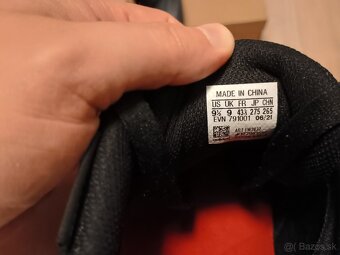 MADE IN CHINA
US UK FR JP CHN
9½ 9 43⅓ 275 265
EVN 791001 06/21
© Bazos.sk